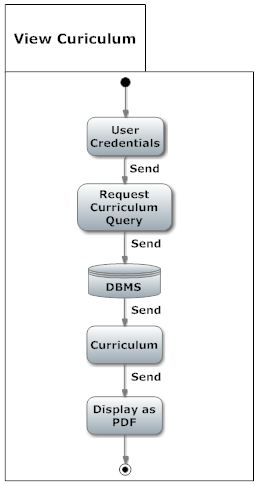 View Curiculum
User
Credentials
Send
Request
Curriculum
Query
Send
DBMS
Send
Curriculum
Send
Display as
PDF